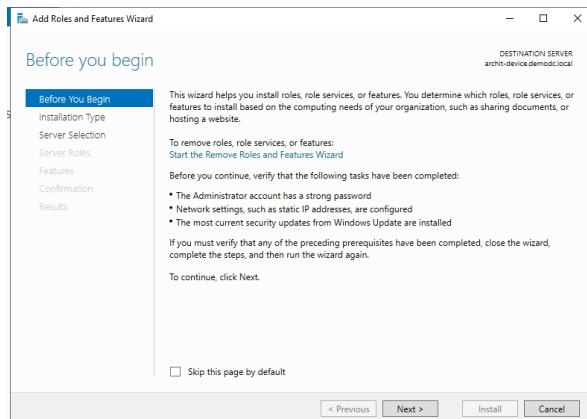 Add Roles and Features Wizard
Before you begin
DESTINATION SERVER
archit-device.demodc.local
Before You Begin
Installation Type
Server Selection
Server Roles
Features
Confirmation
Results
This wizard helps you install roles, role services, or features. You determine which roles, role services, or
features to install based on the computing needs of your organization, such as sharing documents, or
hosting a website.
To remove roles, role services, or features:
Start the Remove Roles and Features Wizard
Before you continue, verify that the following tasks have been completed:
• The Administrator account has a strong password
• Network settings, such as static IP addresses, are configured
• The most current security updates from Windows Update are installed
If you must verify that any of the preceding prerequisites have been completed, close the wizard,
complete the steps, and then run the wizard again.
To continue, click Next.
Skip this page by default
< Previous Next > Install Cancel